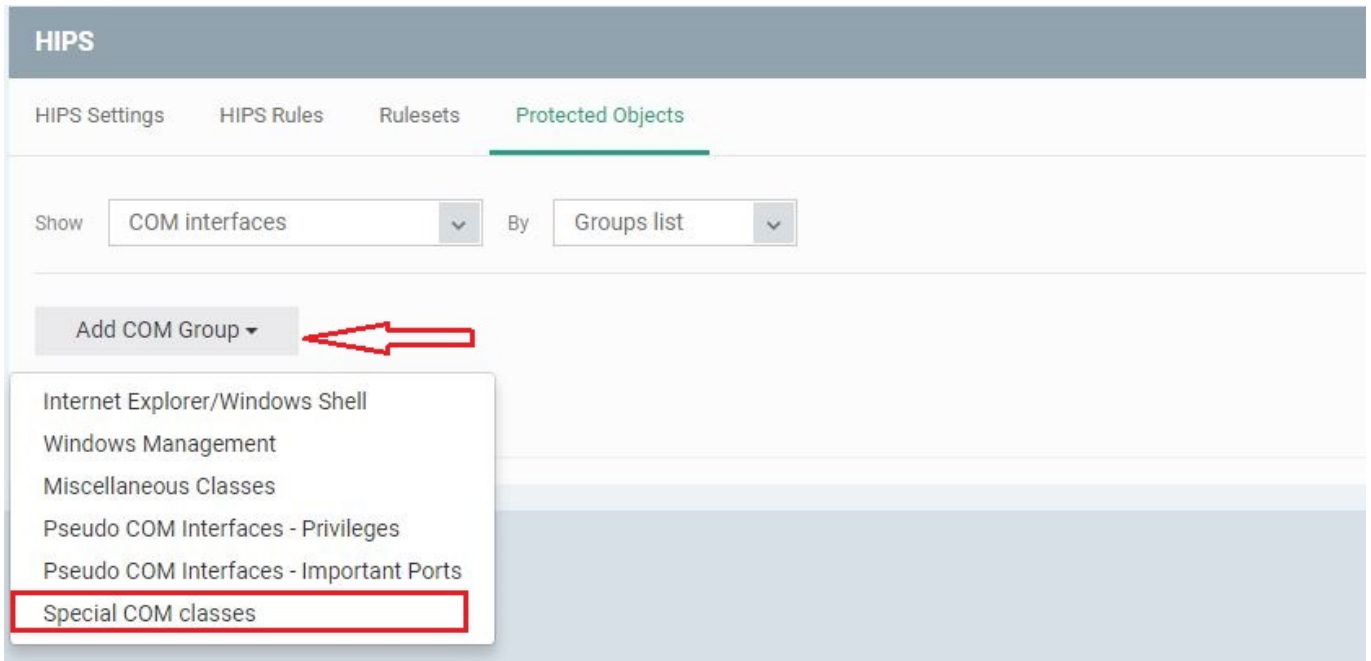 HIPS
HIPS Settings HIPS Rules Rulesets Protected Objects
Show COM interfaces By Groups list
Add COM Group
Internet Explorer/Windows Shell
Windows Management
Miscellaneous Classes
Pseudo COM Interfaces - Privileges
Pseudo COM Interfaces - Important Ports
Special COM classes